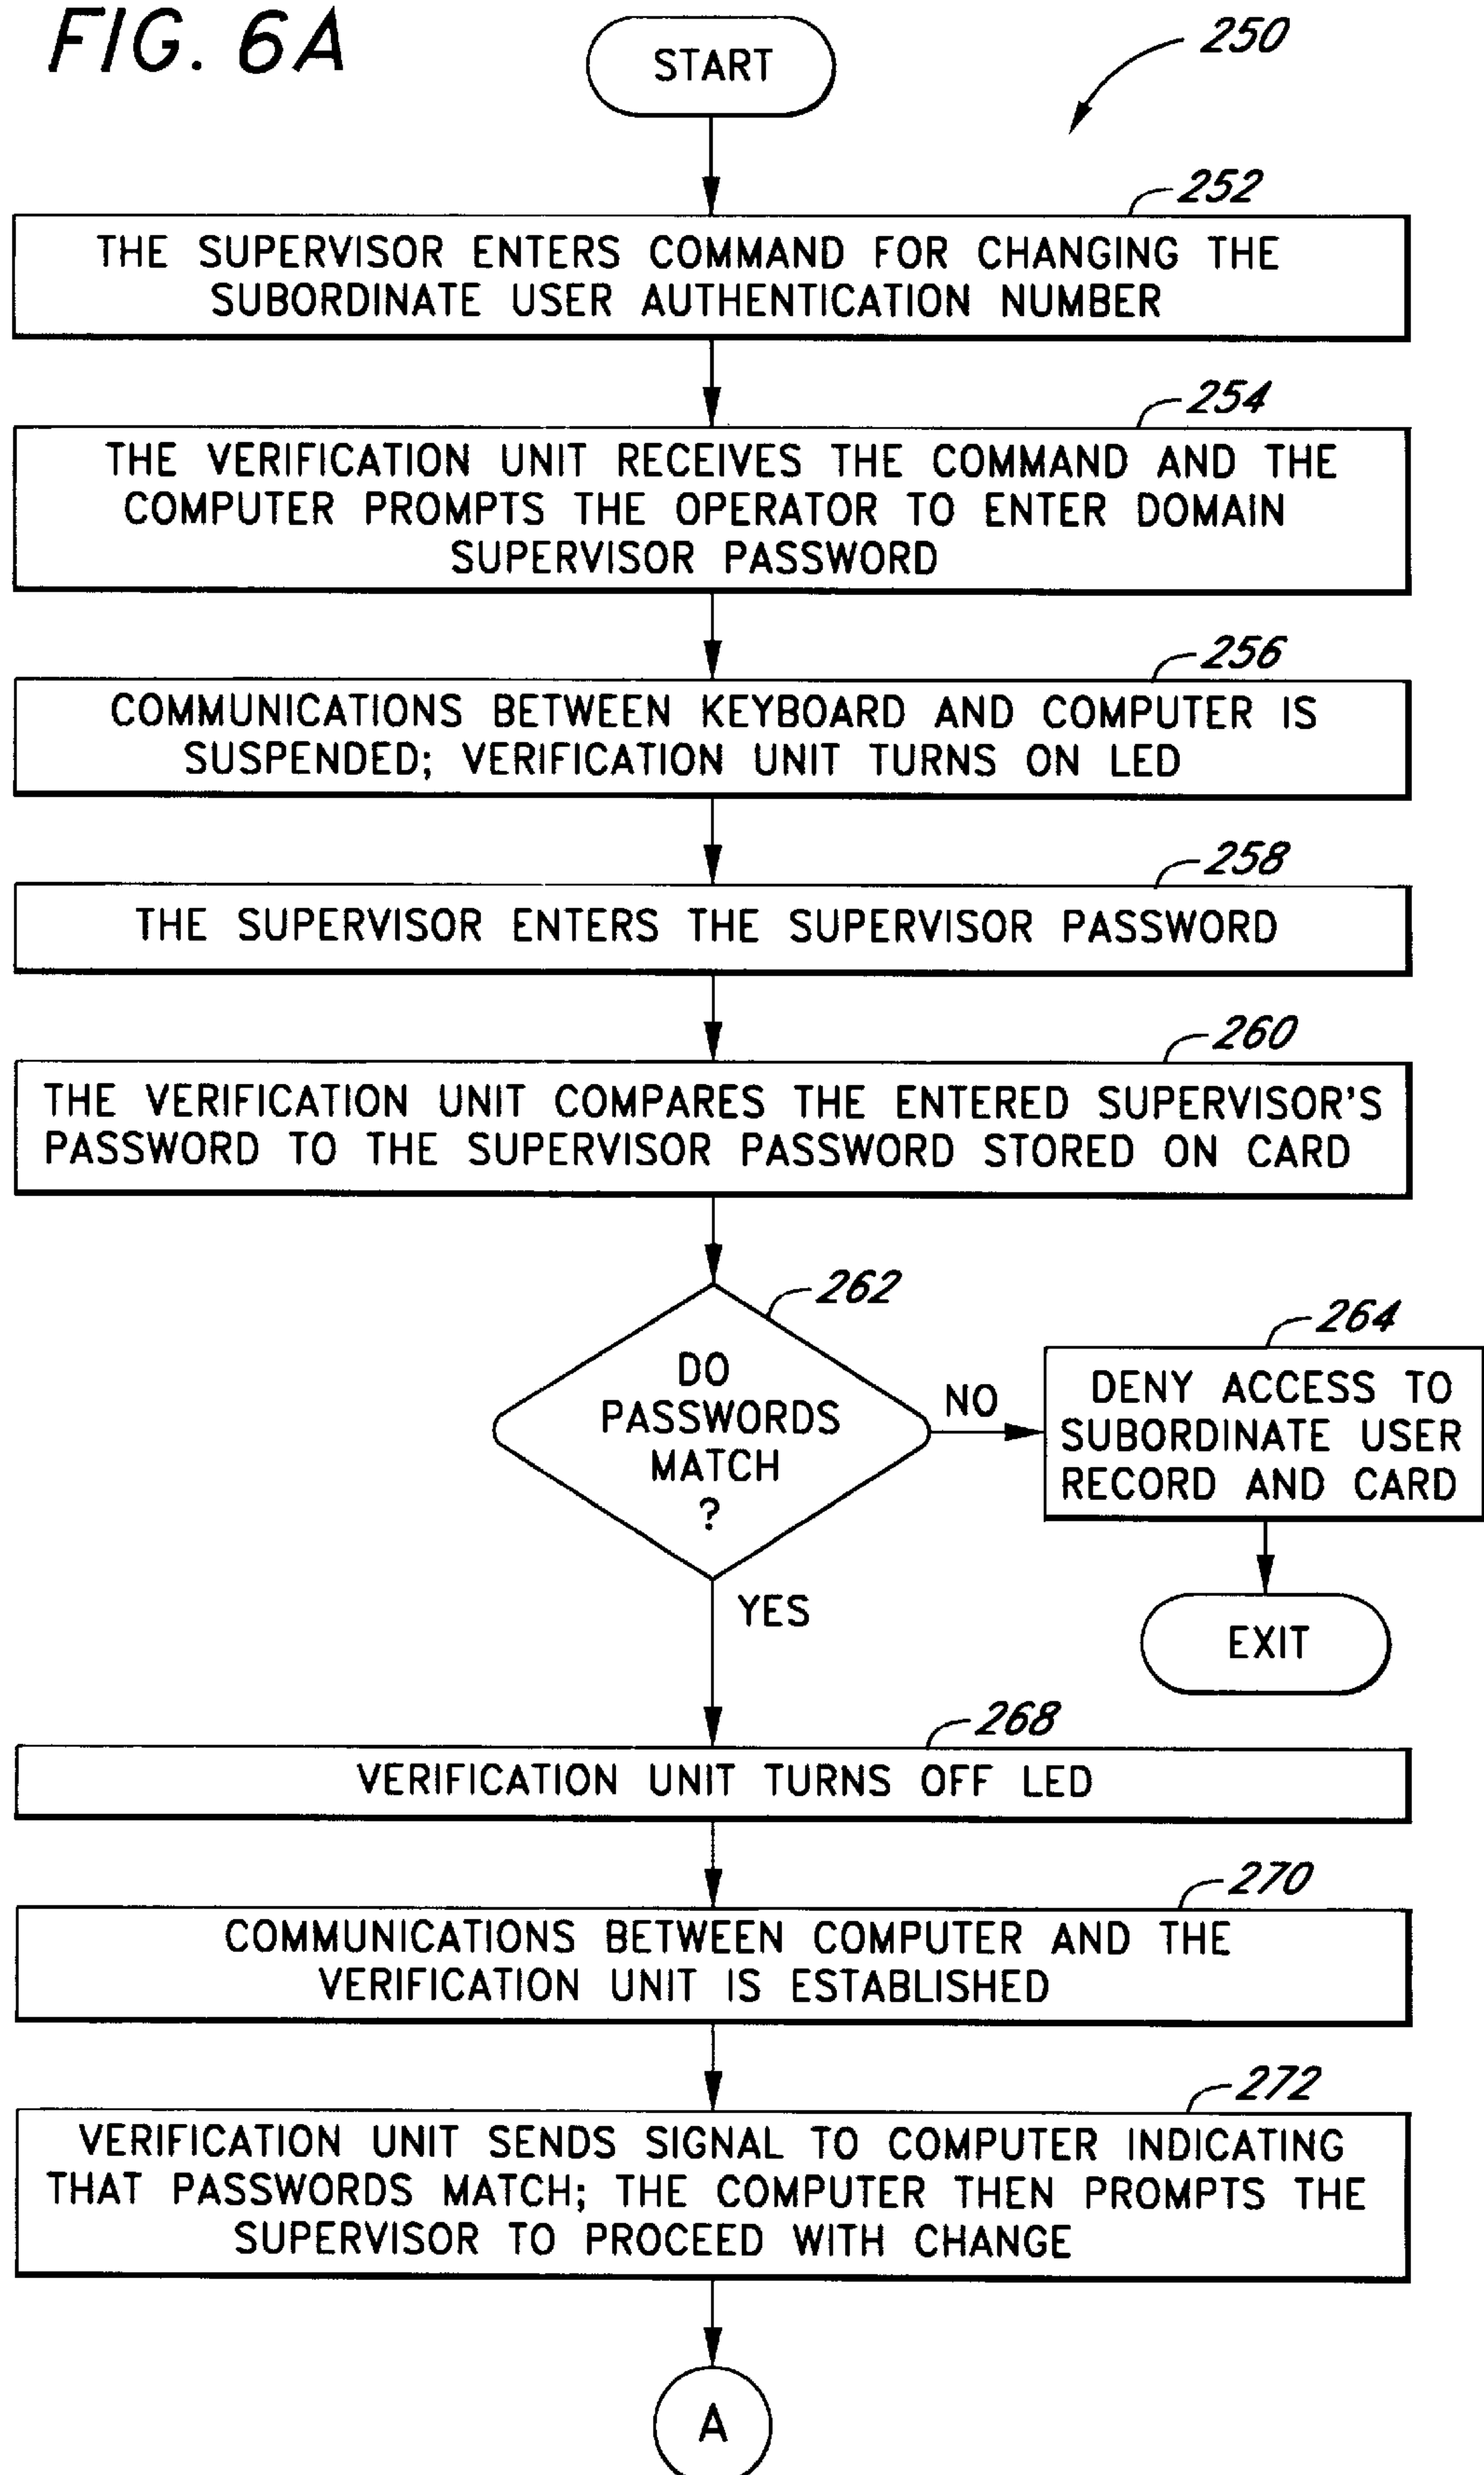 FIG. 6A
START
250
252
THE SUPERVISOR ENTERS COMMAND FOR CHANGING THE
SUBORDINATE USER AUTHENTICATION NUMBER
254
THE VERIFICATION UNIT RECEIVES THE COMMAND AND THE
COMPUTER PROMPTS THE OPERATOR TO ENTER DOMAIN
SUPERVISOR PASSWORD
256
COMMUNICATIONS BETWEEN KEYBOARD AND COMPUTER IS
SUSPENDED; VERIFICATION UNIT TURNS ON LED
258
THE SUPERVISOR ENTERS THE SUPERVISOR PASSWORD
260
THE VERIFICATION UNIT COMPARES THE ENTERED SUPERVISOR'S
PASSWORD TO THE SUPERVISOR PASSWORD STORED ON CARD
262
DO
PASSWORDS
MATCH
?
NO
264
DENY ACCESS TO
SUBORDINATE USER
RECORD AND CARD
EXIT
YES
268
VERIFICATION UNIT TURNS OFF LED
270
COMMUNICATIONS BETWEEN COMPUTER AND THE
VERIFICATION UNIT IS ESTABLISHED
272
VERIFICATION UNIT SENDS SIGNAL TO COMPUTER INDICATING
THAT PASSWORDS MATCH; THE COMPUTER THEN PROMPTS THE
SUPERVISOR TO PROCEED WITH CHANGE
A